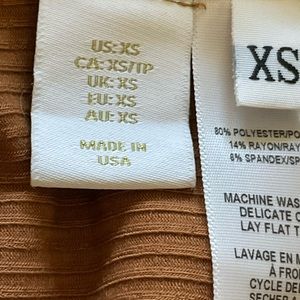 US: XS
CA: XS/TP
UK: XS
EU: XS
AU: XS
MADE IN
USA
XS
80% POLYESTER/PO
14% RAYON/RAY
6% SPANDEX/SP
MACHINE WAS
DELICATE C
LAY FLAT T
LAVAGE EN M
À FRO
CYCLE DE